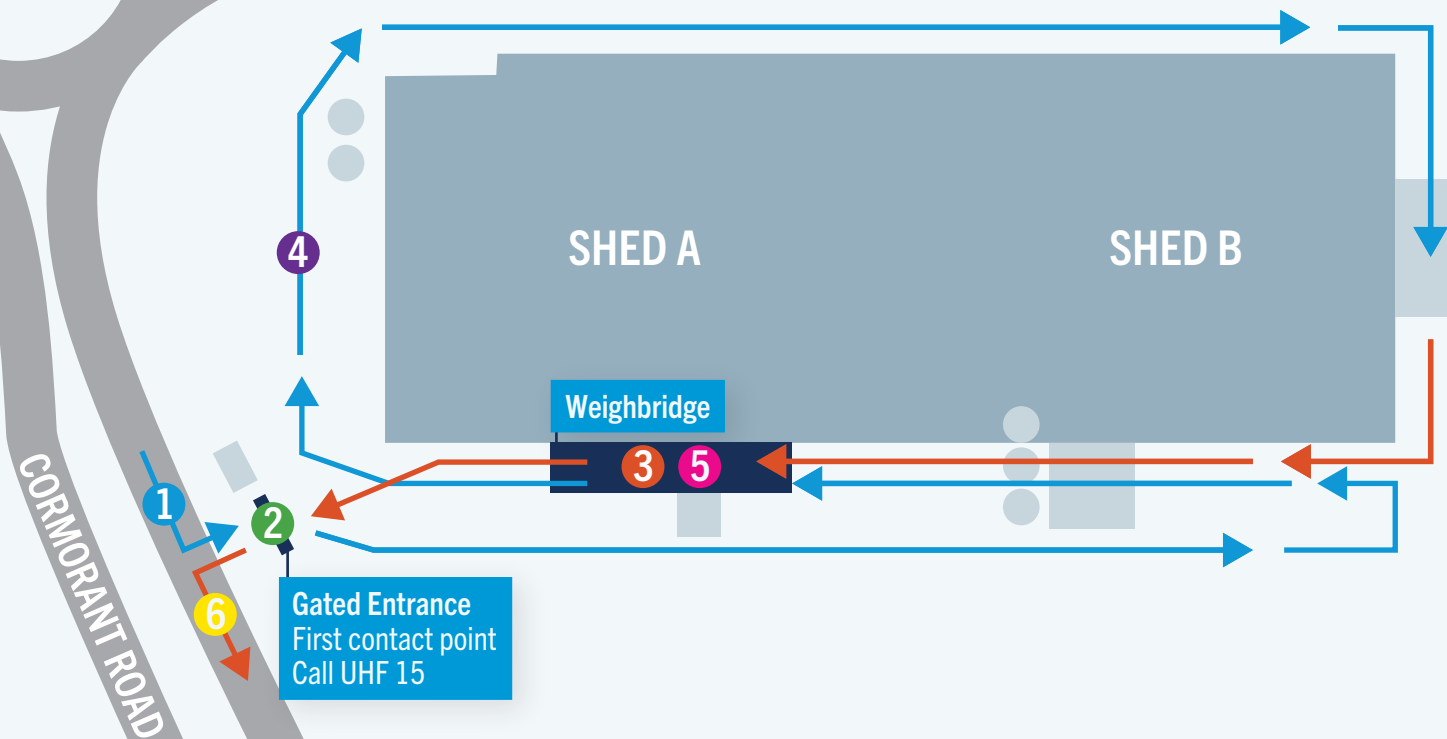 SHED A
SHED B
4
Weighbridge
3 5
1
2
CORMORANT ROAD
Gated Entrance
First contact point
Call UHF 15
6